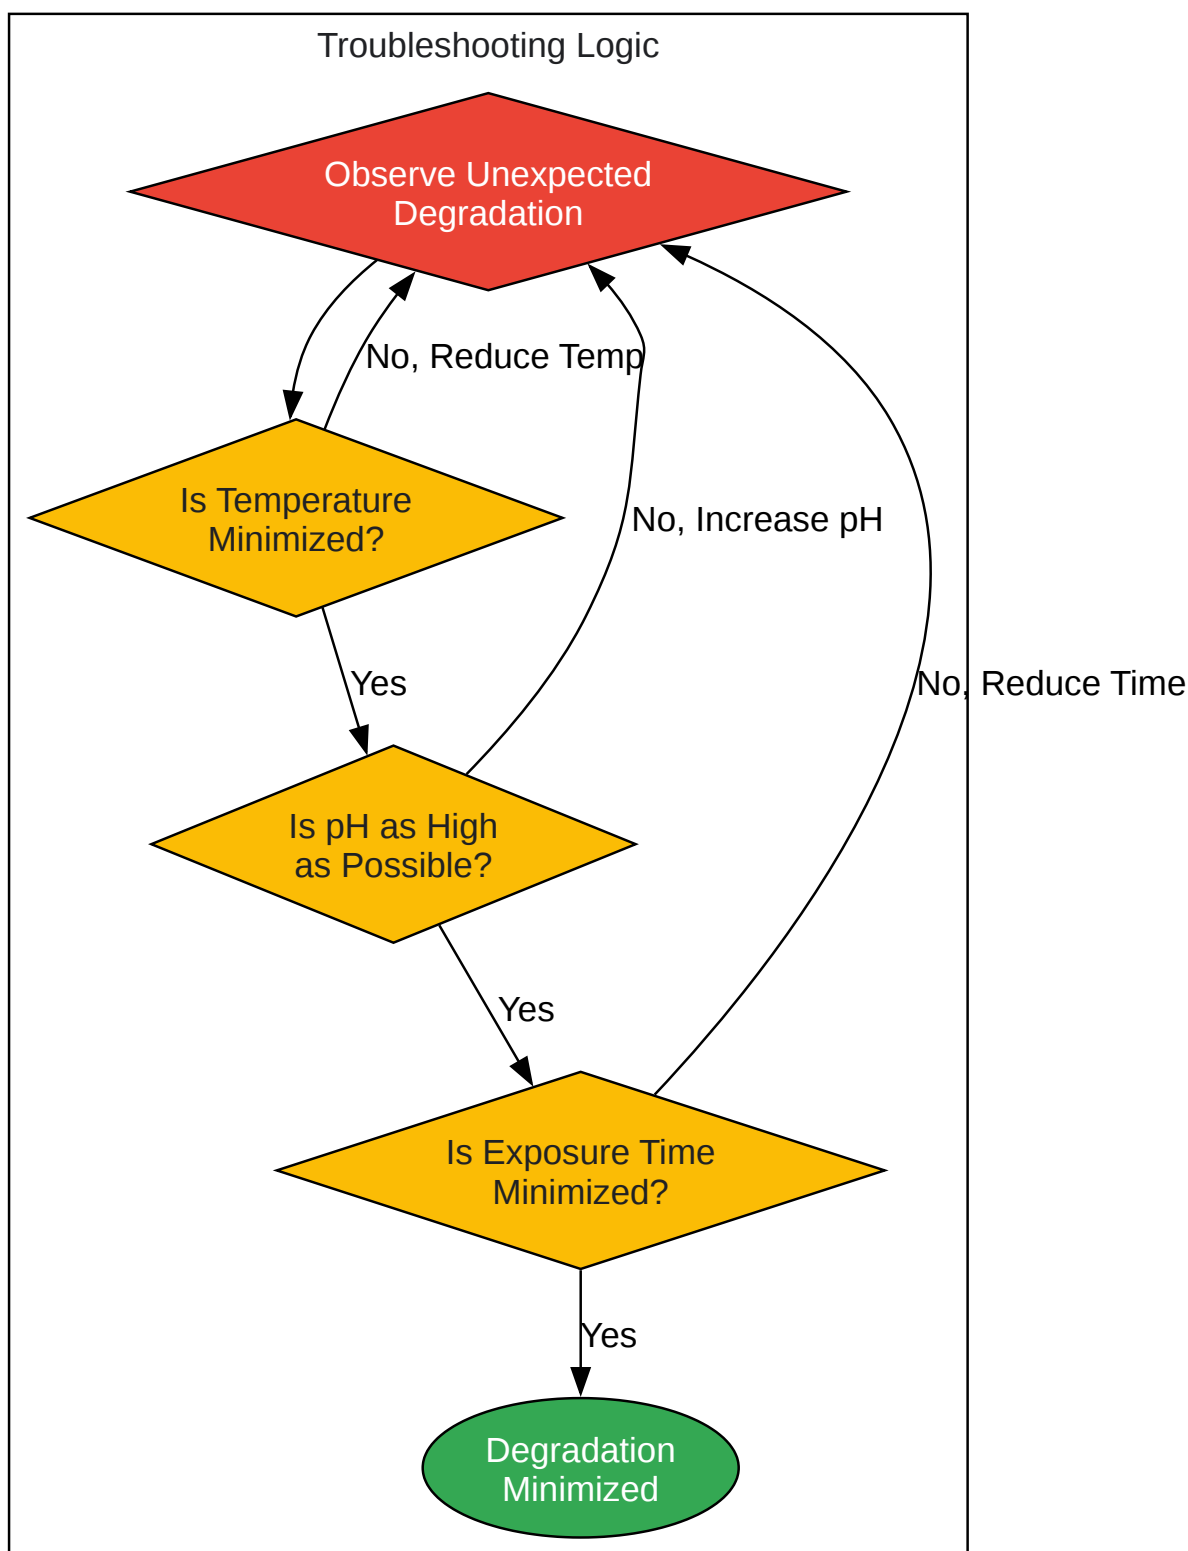 Troubleshooting Logic
Observe Unexpected
Degradation
No, Reduce Temp
Is Temperature
Minimized?
No, Increase pH
Yes
No, Reduce Time
Is pH as High
as Possible?
Yes
Is Exposure Time
Minimized?
Yes
Degradation
Minimized